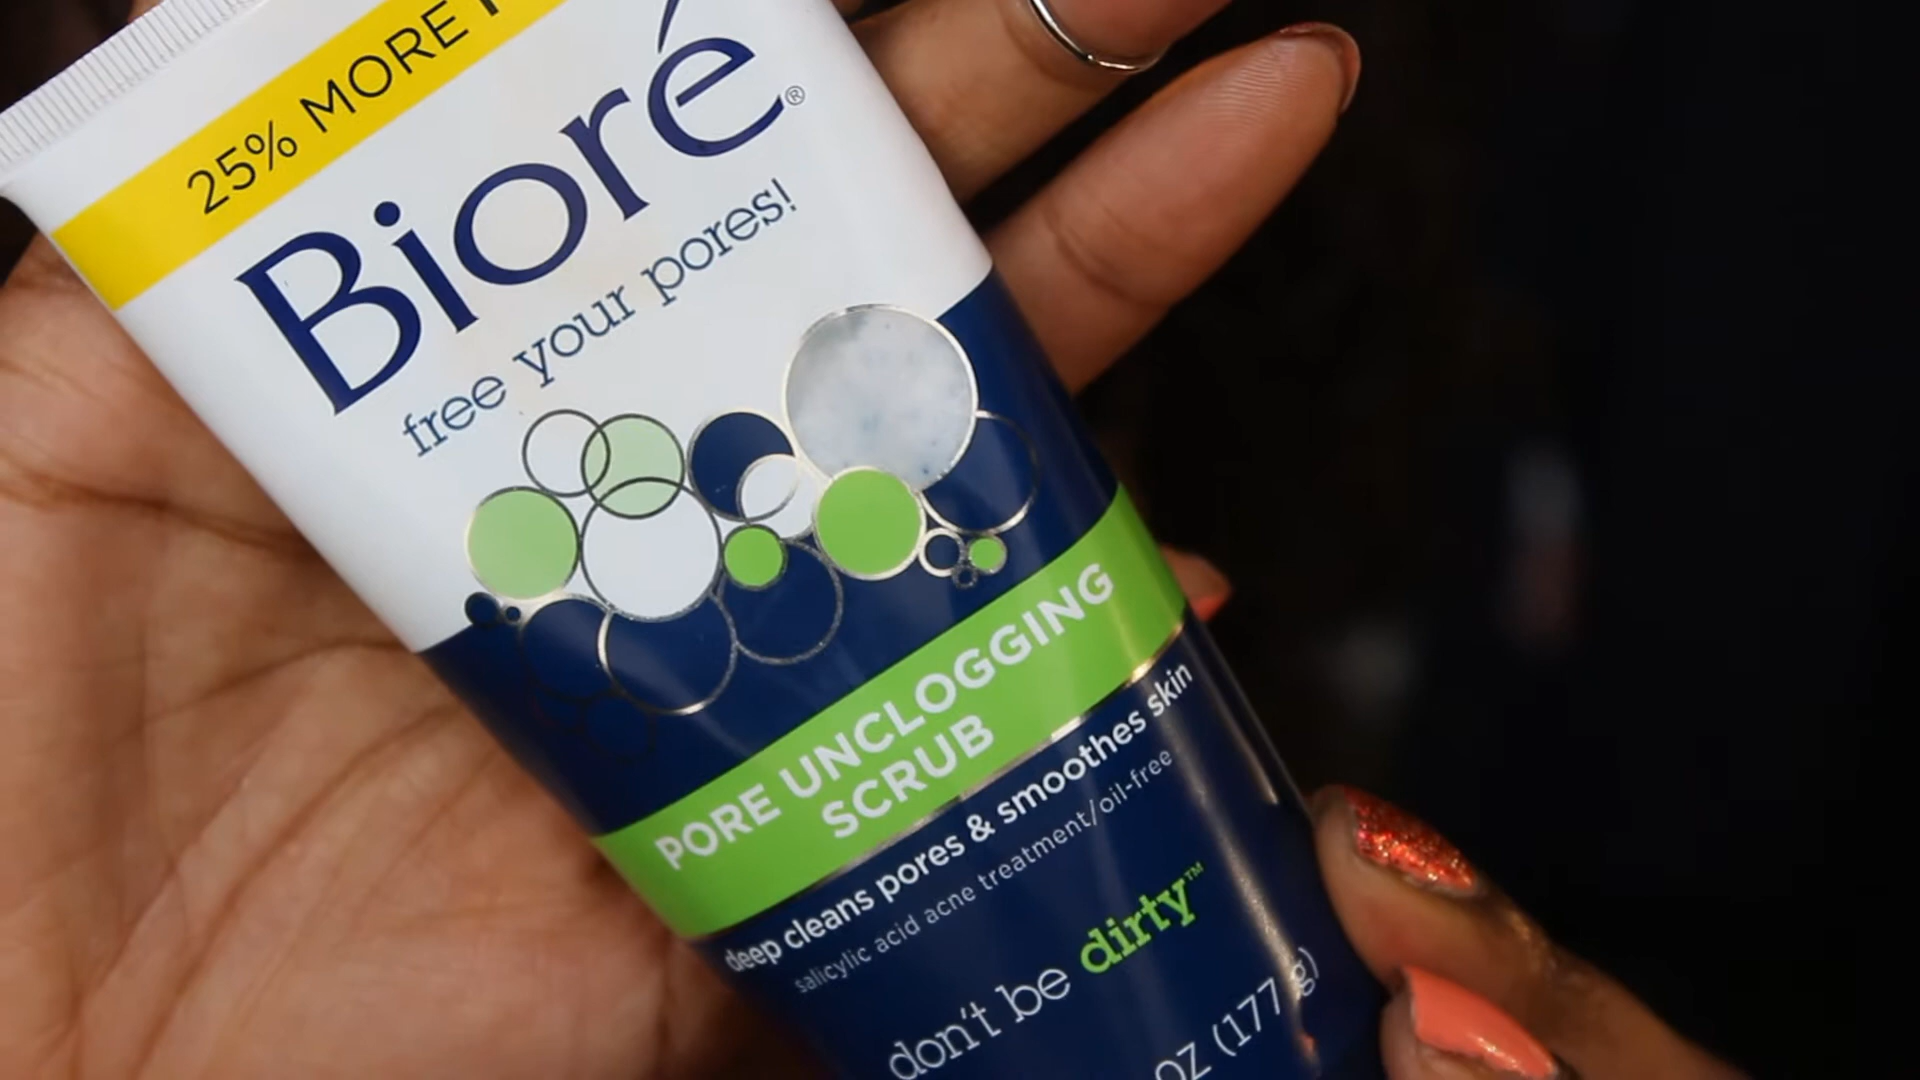 25% MORE
Bioré®
free your pores!
PORE UNCLOGGING
SCRUB
deep cleans pores & smoothes skin
salicylic acid acne treatment/oil-free
don't be dirty™
OZ (177 g)